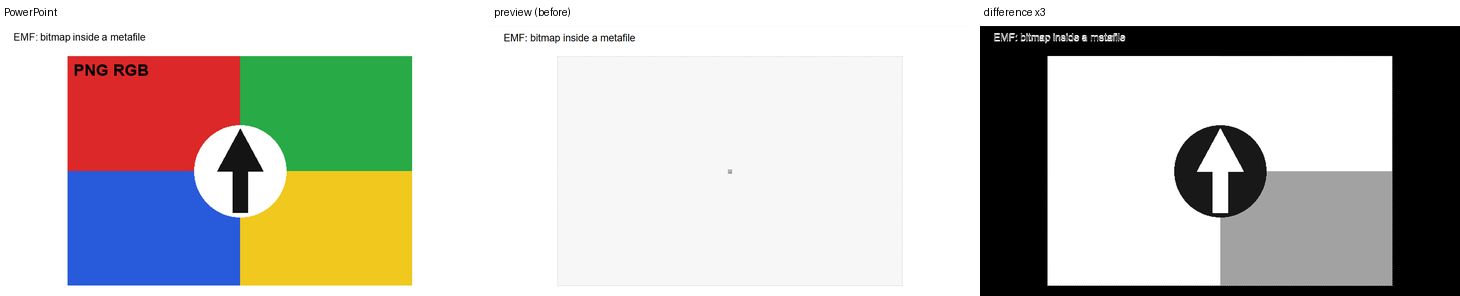 PowerPoint
preview (before)
difference x3
EMF: bitmap inside a metafile
EMF: bitmap inside a metafile
EMF: bitmap inside a metafile
PNG RGB